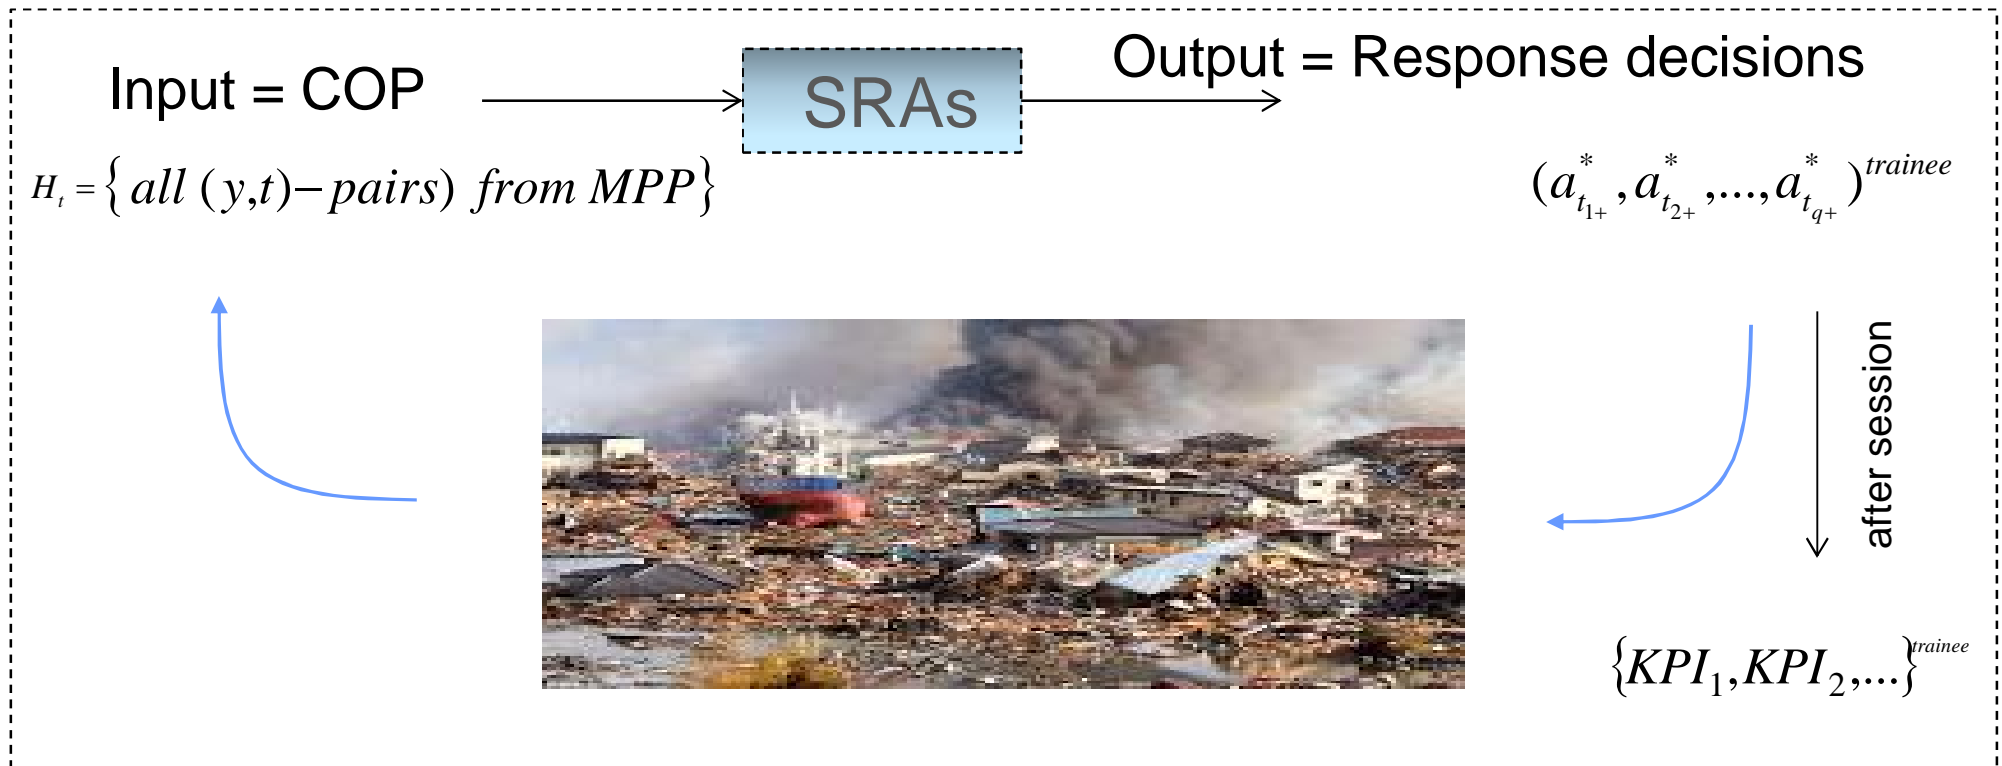 Input = COP
SRAs
Output = Response decisions
H_t = { all (y,t)− pairs) from MPP}
(a*_{t_{1+}}, a*_{t_{2+}},...., a*_{t_{q+}})^{trainee}
after session
{KPI_1, KPI_2,...}^{trainee}